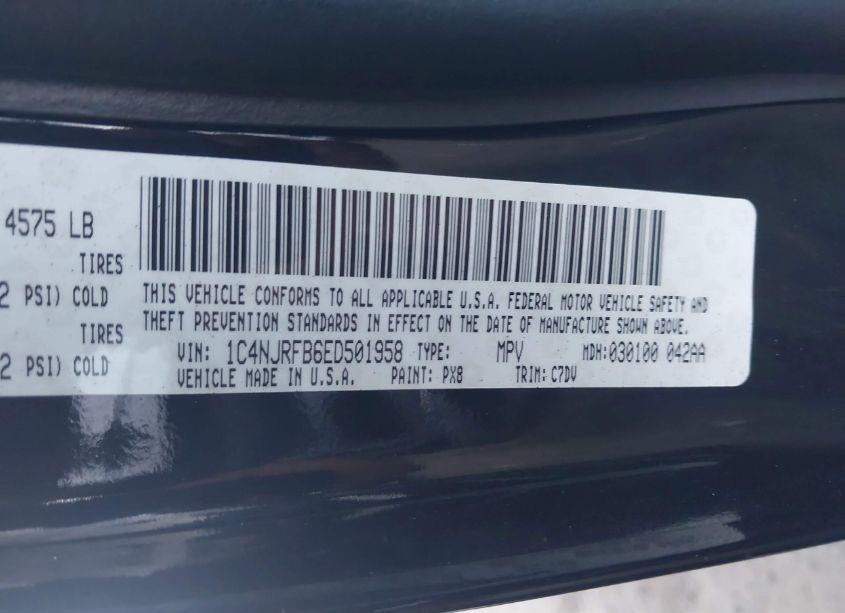 4575 LB
TIRES
2 PSI) COLD
TIRES
2 PSI) COLD
THIS VEHICLE CONFORMS TO ALL APPLICABLE U.S.A. FEDERAL MOTOR VEHICLE SAFETY AND
THEFT PREVENTION STANDARDS IN EFFECT ON THE DATE OF MANUFACTURE SHOWN ABOVE.
VIN: 1C4NJRFB6ED501958 TYPE: MPV MDH:030100 042AA
VEHICLE MADE IN U.S.A. PAINT: PX8 TRIM: C7DV